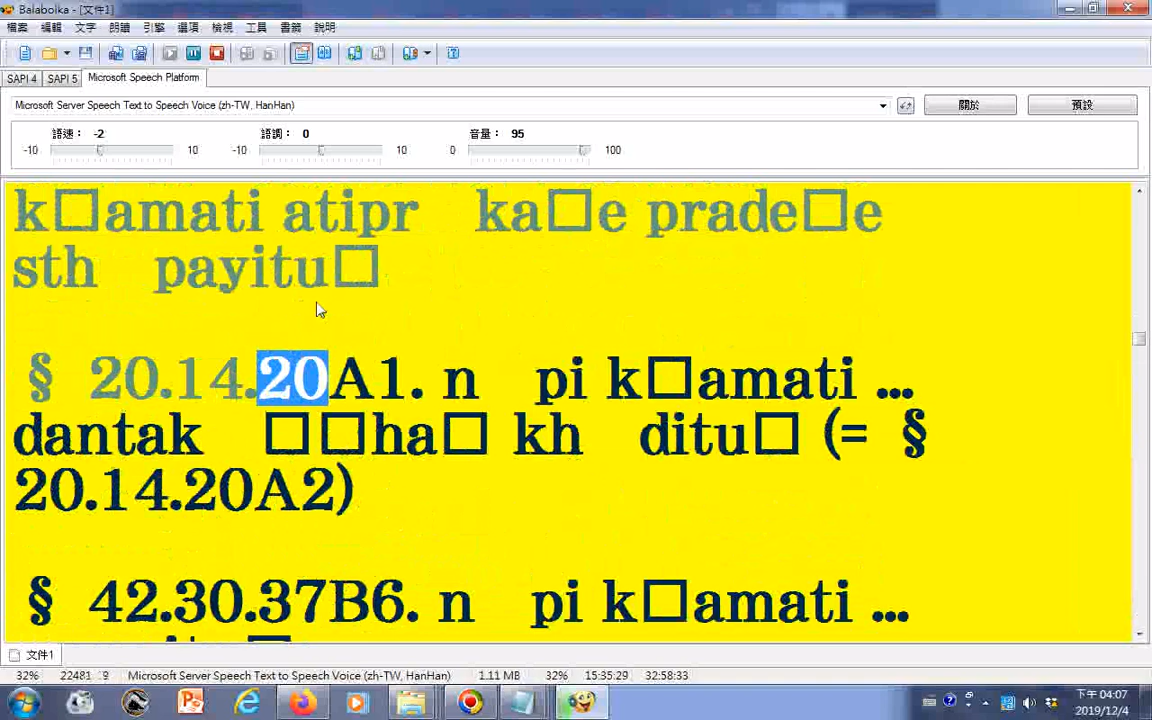 Balabolka - [文件1]
檔案 編輯 文字 朗讀 引擎 選項 檢視 工具 書籤 說明
SAPI 4 SAPI 5 Microsoft Speech Platform
Microsoft Server Speech Text to Speech Voice (zh-TW, HanHan) 關於 預設
語速： -2 語調： 0 音量： 95
-10 10 -10 10 0 100
k□amati atipr ka□e prade□e
sth payitu□
§ 20.14.20A1. n pi k□amati ...
dantak □□ha□ kh ditu□ (= §
20.14.20A2)
§ 42.30.37B6. n pi k□amati ...
文件1
32% 22481 Microsoft Server Speech Text to Speech Voice (zh-TW, HanHan) 1.11 MB 32% 15:35:29 32:58:33
下午 04:07
2019/12/4